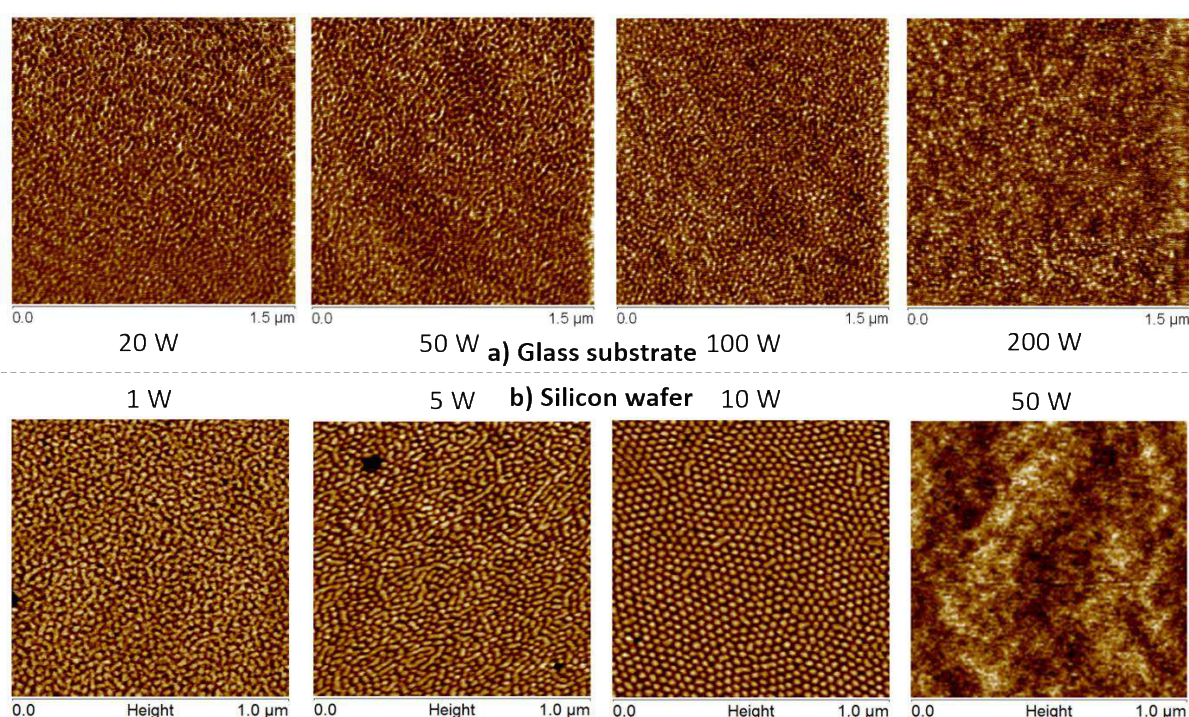 0.0 1.5 µm 0.0 1.5 µm 0.0 1.5 µm 0.0 1.5 µm
20 W 50 W 100 W 200 W
a) Glass substrate
b) Silicon wafer
1 W 5 W 10 W 50 W
0.0 Height 1.0 µm 0.0 Height 1.0 µm 0.0 Height 1.0 µm 0.0 Height 1.0 µm